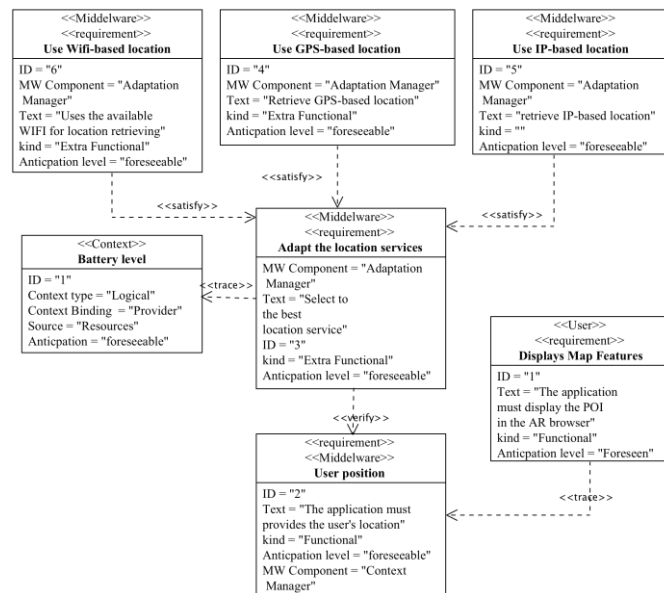 <<Middelware>>
<<requirement>>
Use Wifi-based location
ID = "6"
MW Component = "Adaptation
Manager"
Text = "Uses the available
WIFI for location retrieving"
kind = "Extra Functional"
Anticpation level = "foreseeable"
<<Middelware>>
<<requirement>>
Use GPS-based location
ID = "4"
MW Component = "Adaptation Manager"
Text = "Retrieve GPS-based location"
kind = "Extra Functional"
Anticpation level = "foreseeable"
<<Middelware>>
<<requirement>>
Use IP-based location
ID = "5"
MW Component = "Adaptation
Manager"
Text = "retrieve IP-based location"
kind = ""
Anticpation level = "foreseeable"
<<satisfy>>
<<satisfy>>
<<satisfy>>
<<Middelware>>
<<requirement>>
Adapt the location services
MW Component = "Adaptation
Manager"
Text = "Select to
the best
location service"
ID = "3"
kind = "Extra Functional"
Anticpation level = "foreseeable"
<<Context>>
Battery level
ID = "1"
Context type = "Logical"
Context Binding = "Provider"
Source = "Resources"
Anticpation = "foreseeable"
<<trace>>
<<User>>
<<requirement>>
Displays Map Features
ID = "1"
Text = "The application
must display the POI
in the AR browser"
kind = "Functional"
Anticpation level = "Foreseen"
<<verify>>
<<trace>>
<<requirement>>
<<Middelware>>
User position
ID = "2"
Text = "The application must
provides the user's location"
kind = "Functional"
Anticpation level = "foreseeable"
MW Component = "Context
Manager"